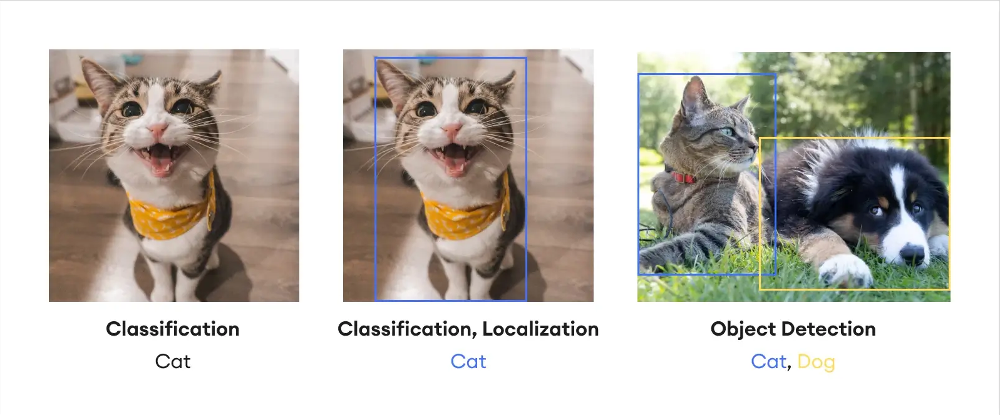 Classification
Cat
Classification, Localization
Cat
Object Detection
Cat, Dog